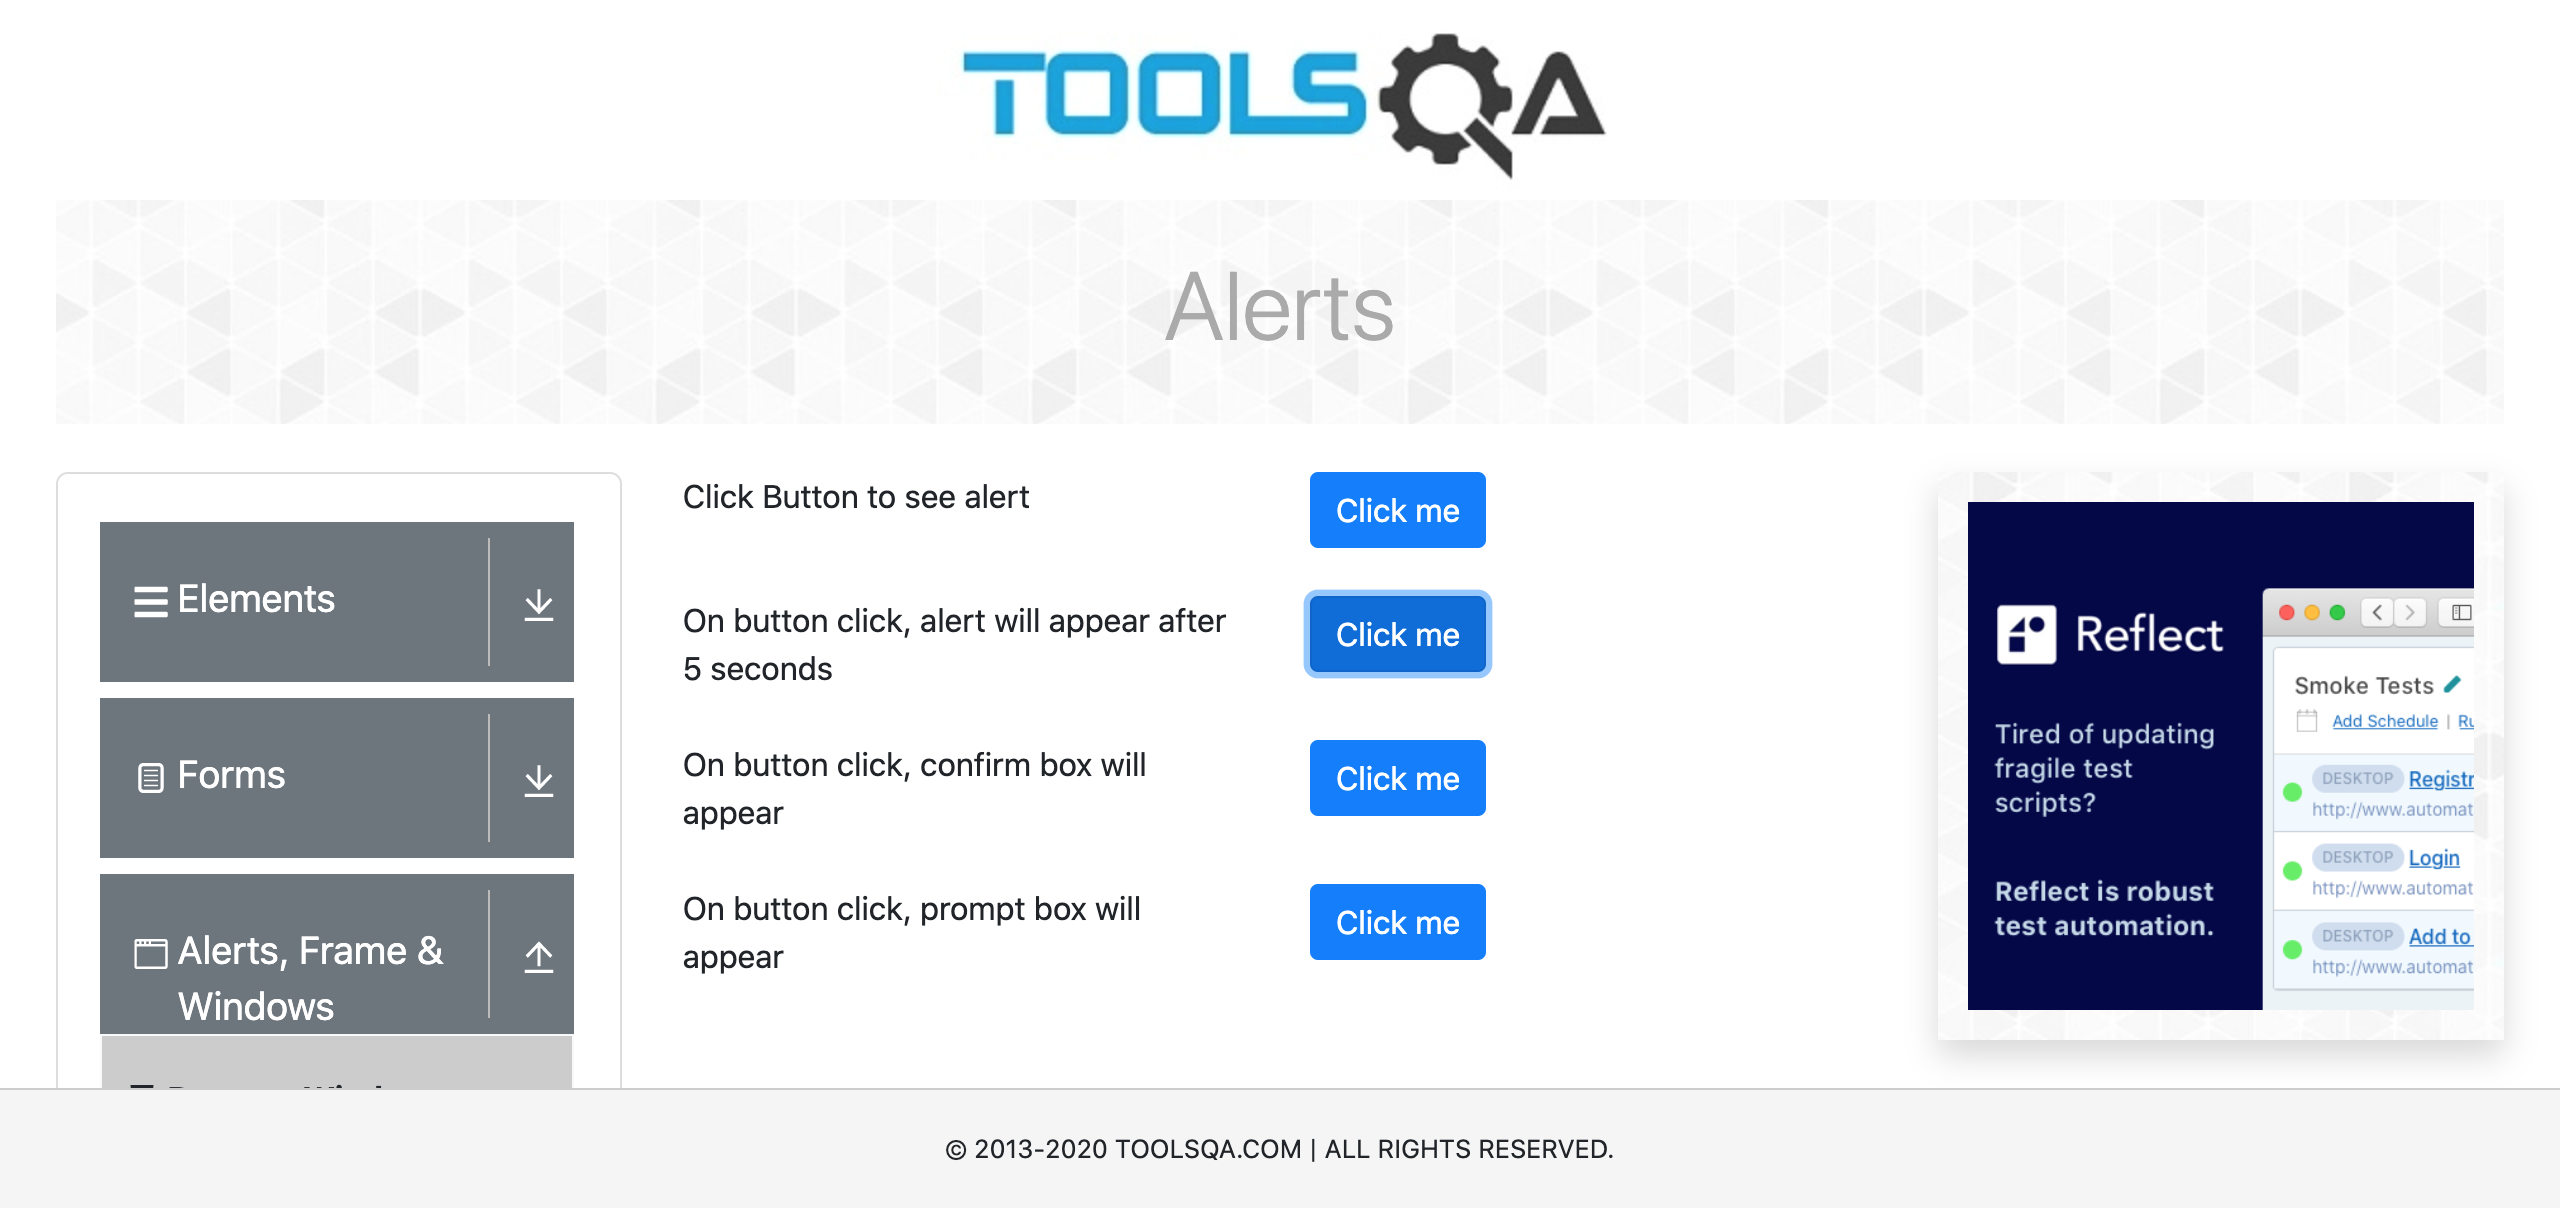 TOOLSQA
Alerts
Elements
Forms
Alerts, Frame &
Windows
Click Button to see alert
Click me
On button click, alert will appear after
5 seconds
Click me
On button click, confirm box will
appear
Click me
On button click, prompt box will
appear
Click me
Reflect
Tired of updating
fragile test
scripts?
Reflect is robust
test automation.
Smoke Tests
Add Schedule |
DESKTOP Registr
http://www.automat
DESKTOP Login
http://www.automat
DESKTOP Add to
http://www.automat
© 2013-2020 TOOLSQA.COM | ALL RIGHTS RESERVED.